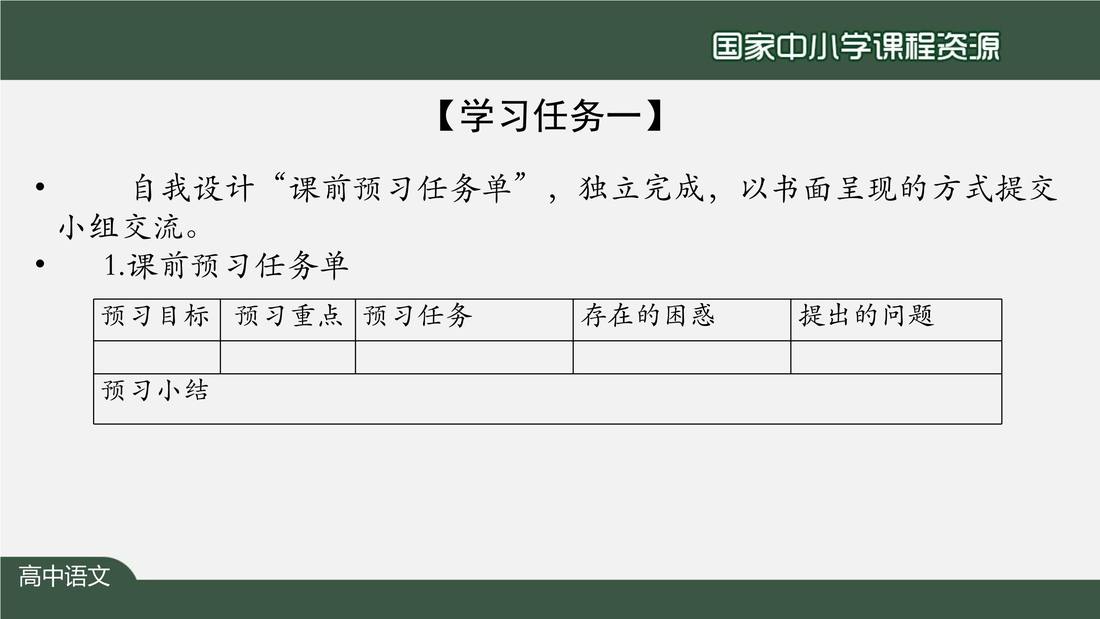 国家中小学课程资源
【学习任务一】
• 自我设计“课前预习任务单”，独立完成，以书面呈现的方式提交
小组交流。
• 1.课前预习任务单
预习目标 预习重点 预习任务 存在的困惑 提出的问题
预习小结
高中语文